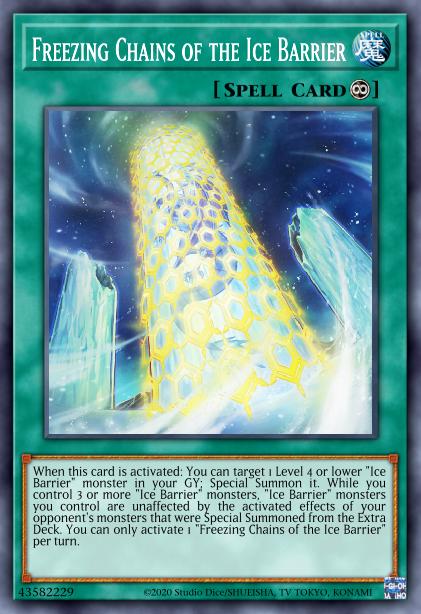 FREEZING CHAINS OF THE ICE BARRIER
SPELL
魔
[SPELL CARD]
When this card is activated: You can target 1 Level 4 or lower "Ice
Barrier" monster in your GY; Special Summon it. While you
control 3 or more "Ice Barrier" monsters, "Ice Barrier" monsters
you control are unaffected by the activated effects of your
opponent's monsters that were Special Summoned from the Extra
Deck. You can only activate 1 "Freezing Chains of the Ice Barrier"
per turn.
43582229
©2020 Studio Dice/SHUEISHA, TV TOKYO, KONAMI